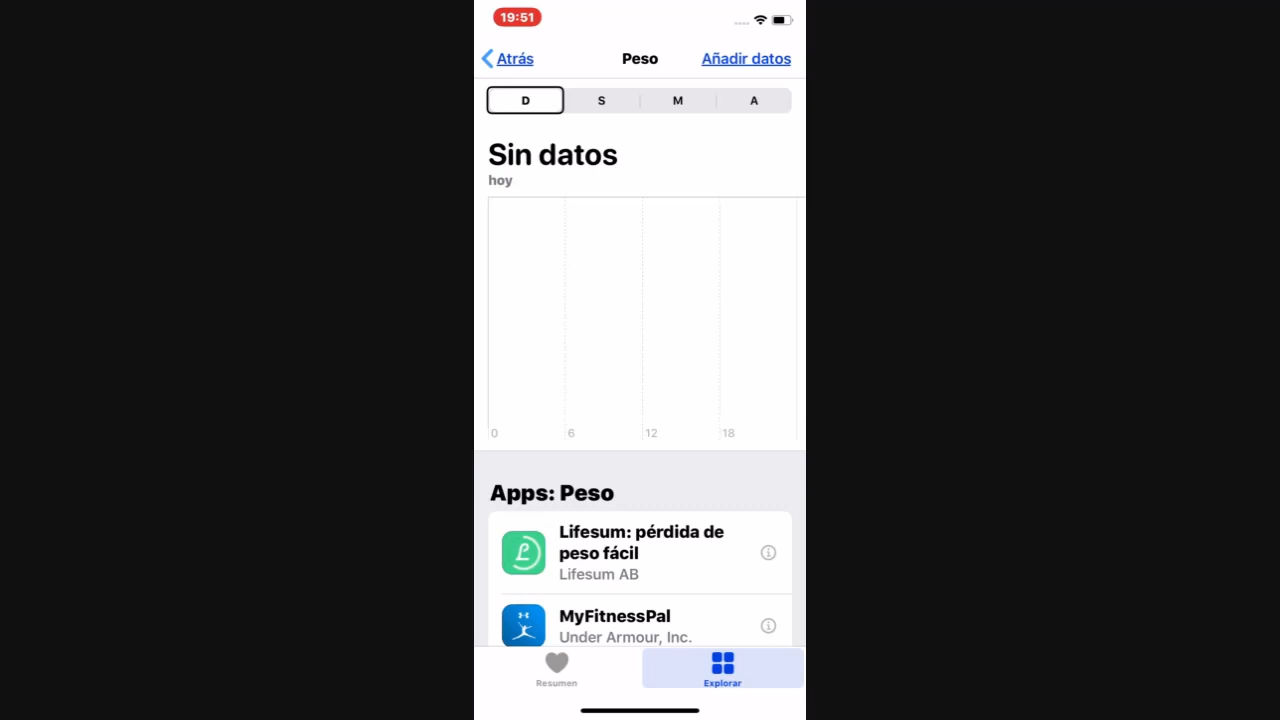 19:51
Atrás
Peso
Añadir datos
D
S
M
A
Sin datos
hoy
0
6
12
18
Apps: Peso
Lifesum: pérdida de
peso fácil
Lifesum AB
MyFitnessPal
Under Armour, Inc.
Resumen
Explorar